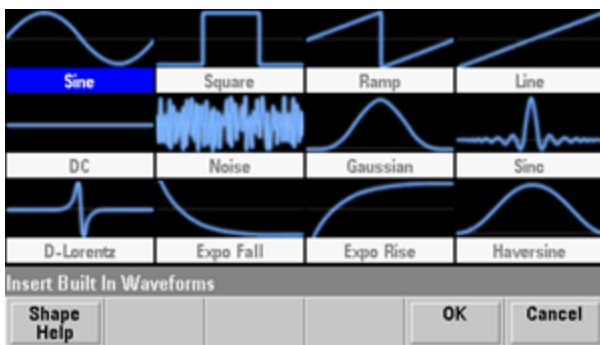 Sine Square Ramp Line
DC Noise Gaussian Sinc
D-Lorentz Expo Fall Expo Rise Haversine
Insert Built In Waveforms
Shape Help OK Cancel